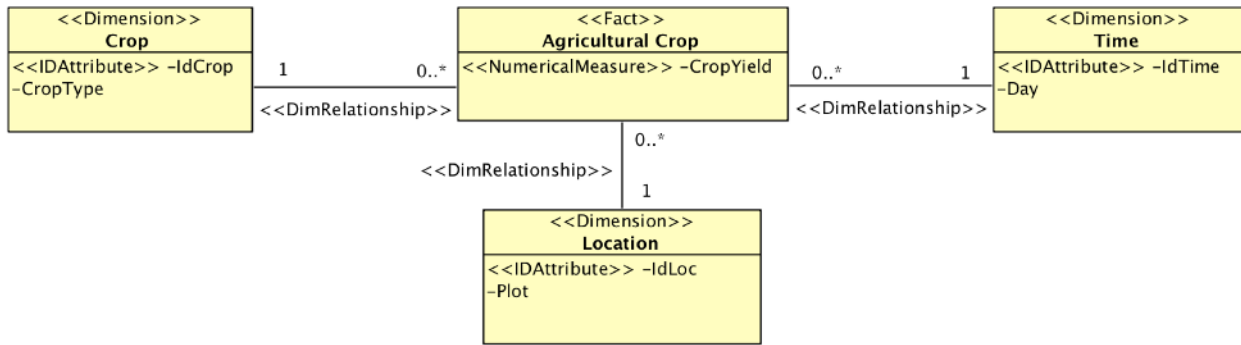 <<Dimension>>
Crop
<<IDAttribute>> -IdCrop
-CropType
1
0..*
<<DimRelationship>>
<<Fact>>
Agricultural Crop
<<NumericalMeasure>> -CropYield
0..*
1
<<DimRelationship>>
<<Dimension>>
Time
<<IDAttribute>> -IdTime
-Day
0..*
<<DimRelationship>>
1
<<Dimension>>
Location
<<IDAttribute>> -IdLoc
-Plot